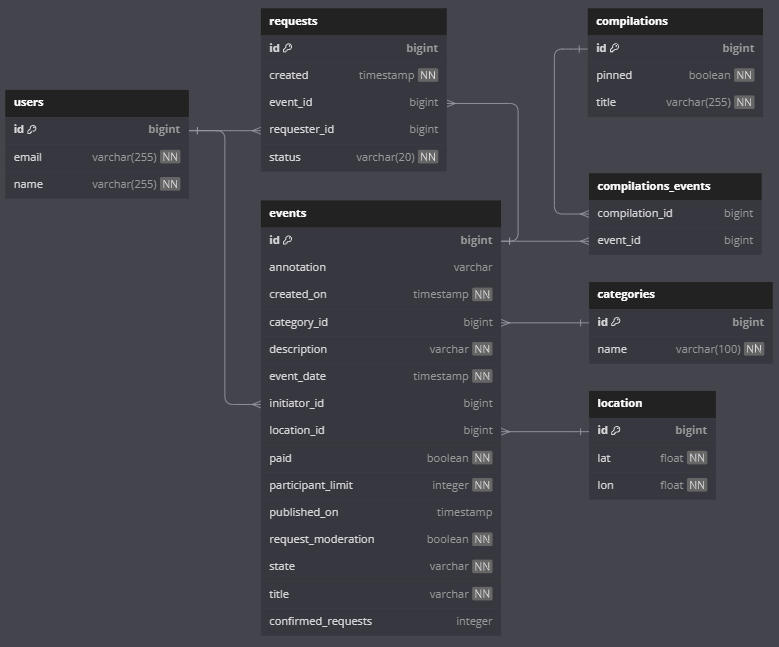 users
id bigint
email varchar(255) NN
name varchar(255) NN
requests
id bigint
created timestamp NN
event_id bigint
requester_id bigint
status varchar(20) NN
events
id bigint
annotation varchar
created_on timestamp NN
category_id bigint
description varchar NN
event_date timestamp NN
initiator_id bigint
location_id bigint
paid boolean NN
participant_limit integer NN
published_on timestamp
request_moderation boolean NN
state varchar NN
title varchar NN
confirmed_requests integer
compilations
id bigint
pinned boolean NN
title varchar(255) NN
compilations_events
compilation_id bigint
event_id bigint
categories
id bigint
name varchar(100) NN
location
id bigint
lat float NN
lon float NN